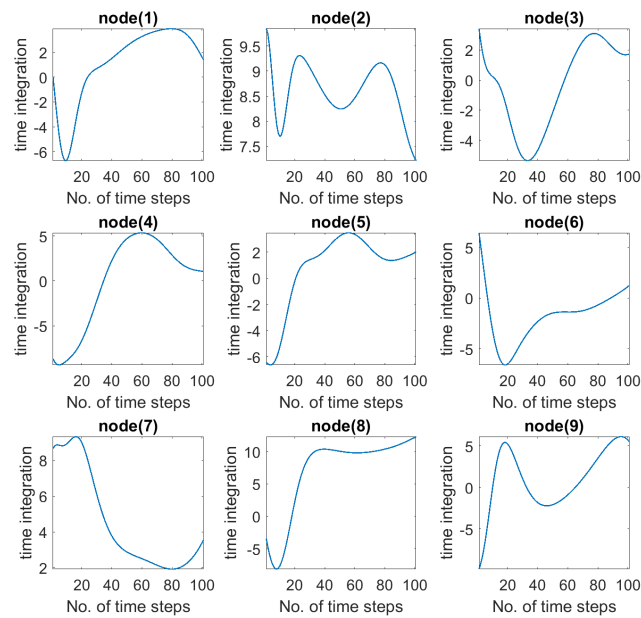 node(1) node(2) node(3)
time integration time integration time integration
2 0 -2 -4 -6
9.5 9 8.5 8 7.5
2 0 -2 -4
20 40 60 80 100 20 40 60 80 100 20 40 60 80 100
No. of time steps No. of time steps No. of time steps
node(4) node(5) node(6)
time integration time integration time integration
5 0 -5
2 0 -2 -4 -6
5 0 -5
20 40 60 80 100 20 40 60 80 100 20 40 60 80 100
No. of time steps No. of time steps No. of time steps
node(7) node(8) node(9)
time integration time integration time integration
8 6 4 2
10 5 0 -5
5 0 -5
20 40 60 80 100 20 40 60 80 100 20 40 60 80 100
No. of time steps No. of time steps No. of time steps